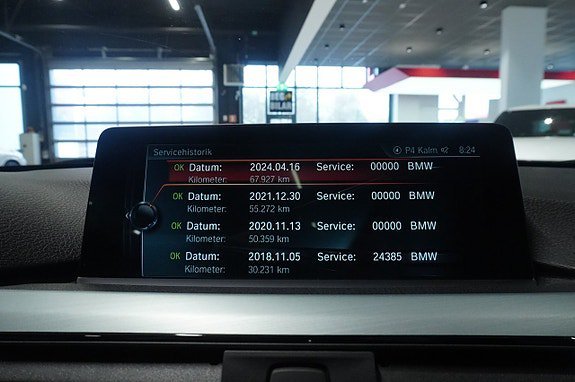 BEG
BILAR
Servicehistorik P4 Kalm 8:24
OK Datum: 2024.04.16 Service: 00000 BMW
Kilometer: 67.927 km
OK Datum: 2021.12.30 Service: 00000 BMW
Kilometer: 55.272 km
OK Datum: 2020.11.13 Service: 00000 BMW
Kilometer: 50.359 km
OK Datum: 2018.11.05 Service: 24385 BMW
Kilometer: 30.231 km